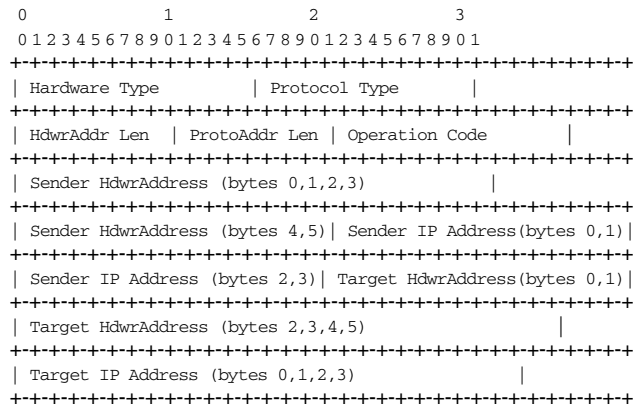 0 1 2 3
0 1 2 3 4 5 6 7 8 9 0 1 2 3 4 5 6 7 8 9 0 1 2 3 4 5 6 7 8 9 0 1
+-+-+-+-+-+-+-+-+-+-+-+-+-+-+-+-+-+-+-+-+-+-+-+-+-+-+-+-+-+-+-+-+
| Hardware Type | Protocol Type |
+-+-+-+-+-+-+-+-+-+-+-+-+-+-+-+-+-+-+-+-+-+-+-+-+-+-+-+-+-+-+-+-+
| HdwrAddr Len | ProtoAddr Len | Operation Code |
+-+-+-+-+-+-+-+-+-+-+-+-+-+-+-+-+-+-+-+-+-+-+-+-+-+-+-+-+-+-+-+-+
| Sender HdwrAddress (bytes 0,1,2,3) |
+-+-+-+-+-+-+-+-+-+-+-+-+-+-+-+-+-+-+-+-+-+-+-+-+-+-+-+-+-+-+-+-+
| Sender HdwrAddress (bytes 4,5)| Sender IP Address(bytes 0,1)|
+-+-+-+-+-+-+-+-+-+-+-+-+-+-+-+-+-+-+-+-+-+-+-+-+-+-+-+-+-+-+-+-+
| Sender IP Address (bytes 2,3)| Target HdwrAddress(bytes 0,1)|
+-+-+-+-+-+-+-+-+-+-+-+-+-+-+-+-+-+-+-+-+-+-+-+-+-+-+-+-+-+-+-+-+
| Target HdwrAddress (bytes 2,3,4,5) |
+-+-+-+-+-+-+-+-+-+-+-+-+-+-+-+-+-+-+-+-+-+-+-+-+-+-+-+-+-+-+-+-+
| Target IP Address (bytes 0,1,2,3) |
+-+-+-+-+-+-+-+-+-+-+-+-+-+-+-+-+-+-+-+-+-+-+-+-+-+-+-+-+-+-+-+-+